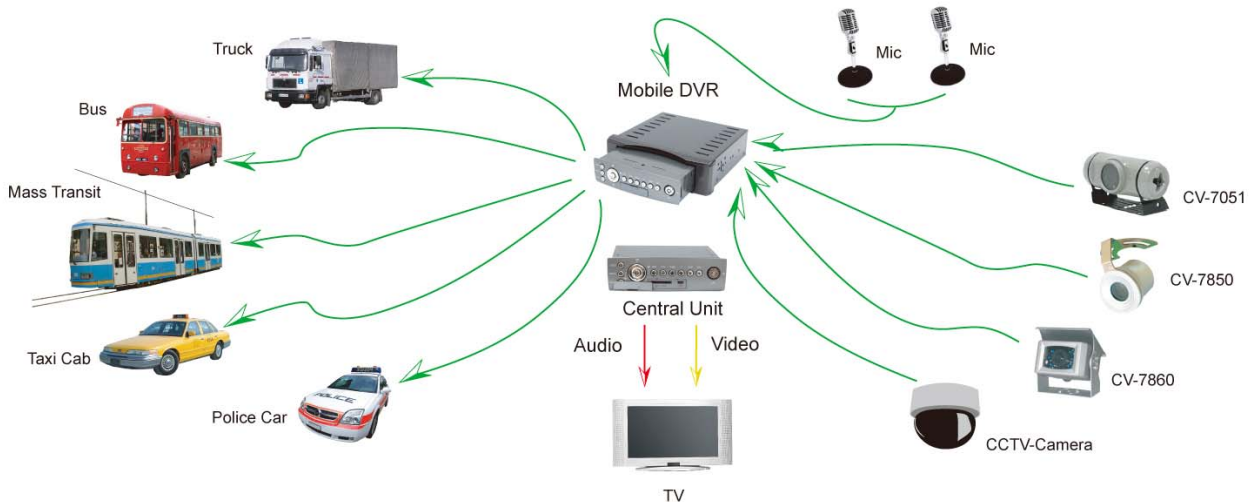 Truck
Mic
Mic
Mobile DVR
Bus
Mass Transit
CV-7051
CV-7850
Central Unit
Audio
Video
Taxi Cab
CV-7860
POLICE
Police Car
CCTV-Camera
TV